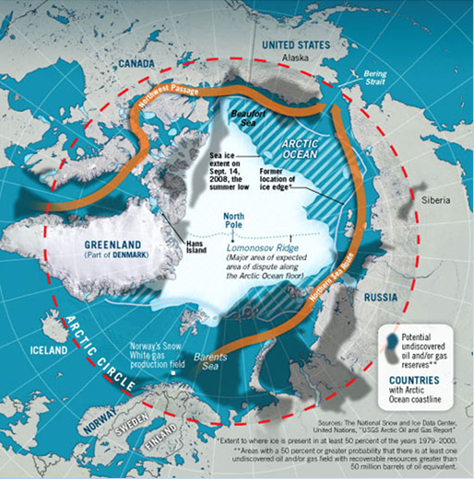 UNITED STATES
Alaska
CANADA
Bering
Strait
Northwest Passage
Beaufort
Sea
ARCTIC
OCEAN
Sea ice
extent on
Sept. 14,
2008, the
summer low
Former
location of
ice edge*
Siberia
North
Pole
Hans
Island
GREENLAND
(Part of DENMARK)
Lomonosov Ridge
(Major area of expected
area of dispute along
the Arctic Ocean floor)
Northern Sea Route
RUSSIA
ICELAND
ARCTIC CIRCLE
Norway's Snow
White gas
production field
Barents
Sea
NORWAY
SWEDEN
FINLAND
Potential
undiscovered
oil and/or gas
reserves**
COUNTRIES
with Arctic
Ocean coastline
Sources: The National Snow and Ice Data Center,
United Nations, "USGS Arctic Oil and Gas Report"
*Extent to where ice is present in at least 50 percent of the years 1979-2000.
**Areas with a 50 percent or greater probability that there is at least one
undiscovered oil and/or gas field with recoverable resources greater than
50 million barrels of oil equivalent.